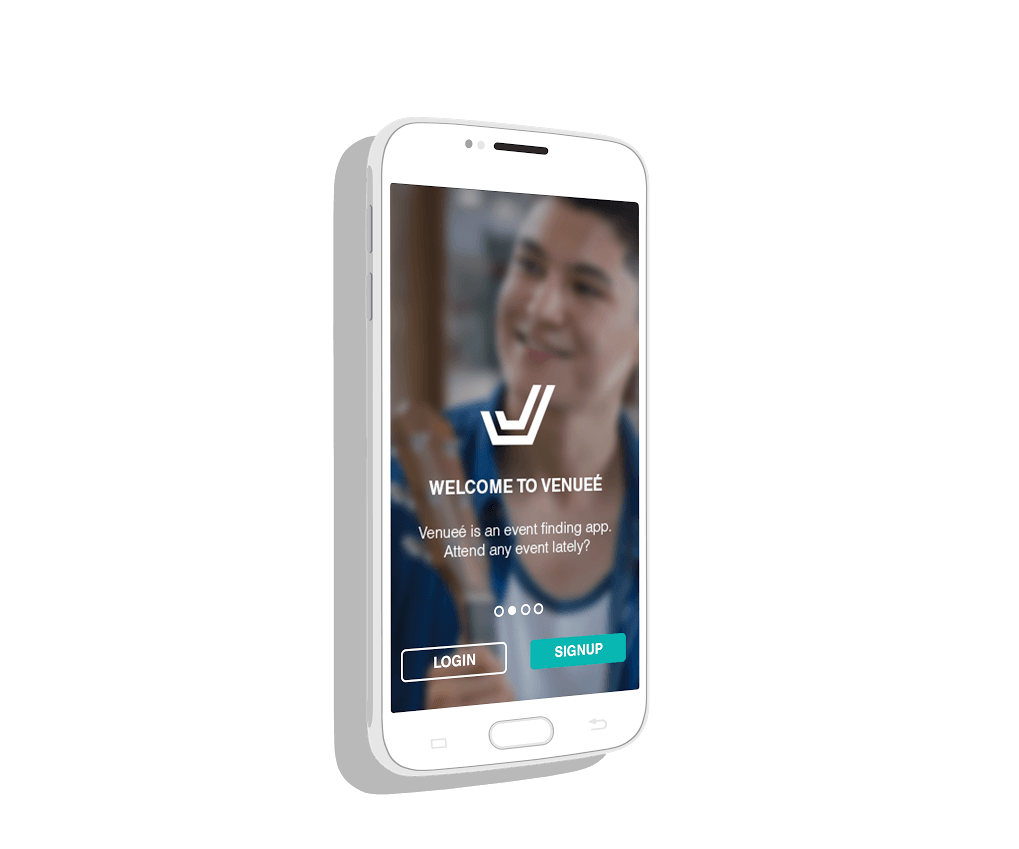 WELCOME TO VENUEÉ
Venueé is an event finding app.
Attend any event lately?
LOGIN
SIGNUP